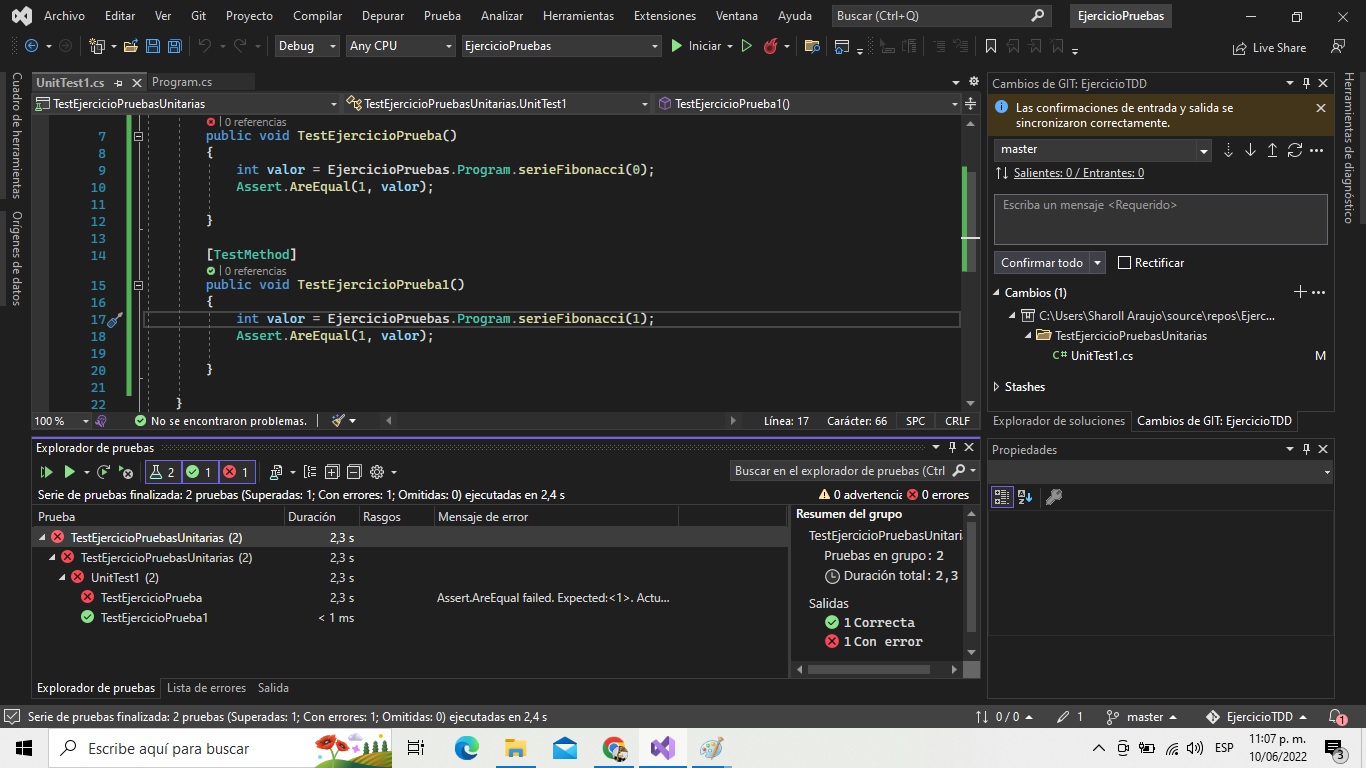 Archivo Editar Ver Git Proyecto Compilar Depurar Prueba Analizar Herramientas Extensiones Ventana Ayuda Buscar (Ctrl+Q) EjercicioPruebas
Debug Any CPU EjercicioPruebas Iniciar Live Share
Cuadro de herramientas
Orígenes de datos
UnitTest1.cs Program.cs
TestEjercicioPruebasUnitarias TestEjercicioPruebasUnitarias.UnitTest1 TestEjercicioPrueba1()
| 0 referencias
7 public void TestEjercicioPrueba()
8 {
9 int valor = EjercicioPruebas.Program.serieFibonacci(0);
10 Assert.AreEqual(1, valor);
11
12 }
13
14 [TestMethod]
| 0 referencias
15 public void TestEjercicioPrueba1()
16 {
17 int valor = EjercicioPruebas.Program.serieFibonacci(1);
18 Assert.AreEqual(1, valor);
19
20 }
21
22 }
100 % No se encontraron problemas. Línea: 17 Carácter: 66 SPC CRLF
Explorador de pruebas
2 1 1 Buscar en el explorador de pruebas (Ctrl
Serie de pruebas finalizada: 2 pruebas (Superadas: 1; Con errores: 1; Omitidas: 0) ejecutadas en 2,4 s 0 advertencia 0 errores
Prueba Duración Rasgos Mensaje de error
TestEjercicioPruebasUnitarias (2) 2,3 s
TestEjercicioPruebasUnitarias (2) 2,3 s
UnitTest1 (2) 2,3 s
TestEjercicioPrueba 2,3 s Assert.AreEqual failed. Expected:<1>. Actu...
TestEjercicioPrueba1 < 1 ms
Resumen del grupo
TestEjercicioPruebasUnitari
Pruebas en grupo: 2
Duración total: 2,3
Salidas
1 Correcta
1 Con error
Explorador de pruebas Lista de errores Salida
Cambios de GIT: EjercicioTDD
Las confirmaciones de entrada y salida se
sincronizaron correctamente.
master
Salientes: 0 / Entrantes: 0
Escriba un mensaje <Requerido>
Confirmar todo Rectificar
Cambios (1)
C:\Users\Sharoll Araujo\source\repos\Ejerc...
TestEjercicioPruebasUnitarias
C# UnitTest1.cs M
Stashes
Explorador de soluciones Cambios de GIT: EjercicioTDD
Propiedades
Herramientas de diagnóstico
Serie de pruebas finalizada: 2 pruebas (Superadas: 1; Con errores: 1; Omitidas: 0) ejecutadas en 2,4 s 0 / 0 1 master EjercicioTDD 1
Escribe aquí para buscar ESP 11:07 p. m.
10/06/2022 3